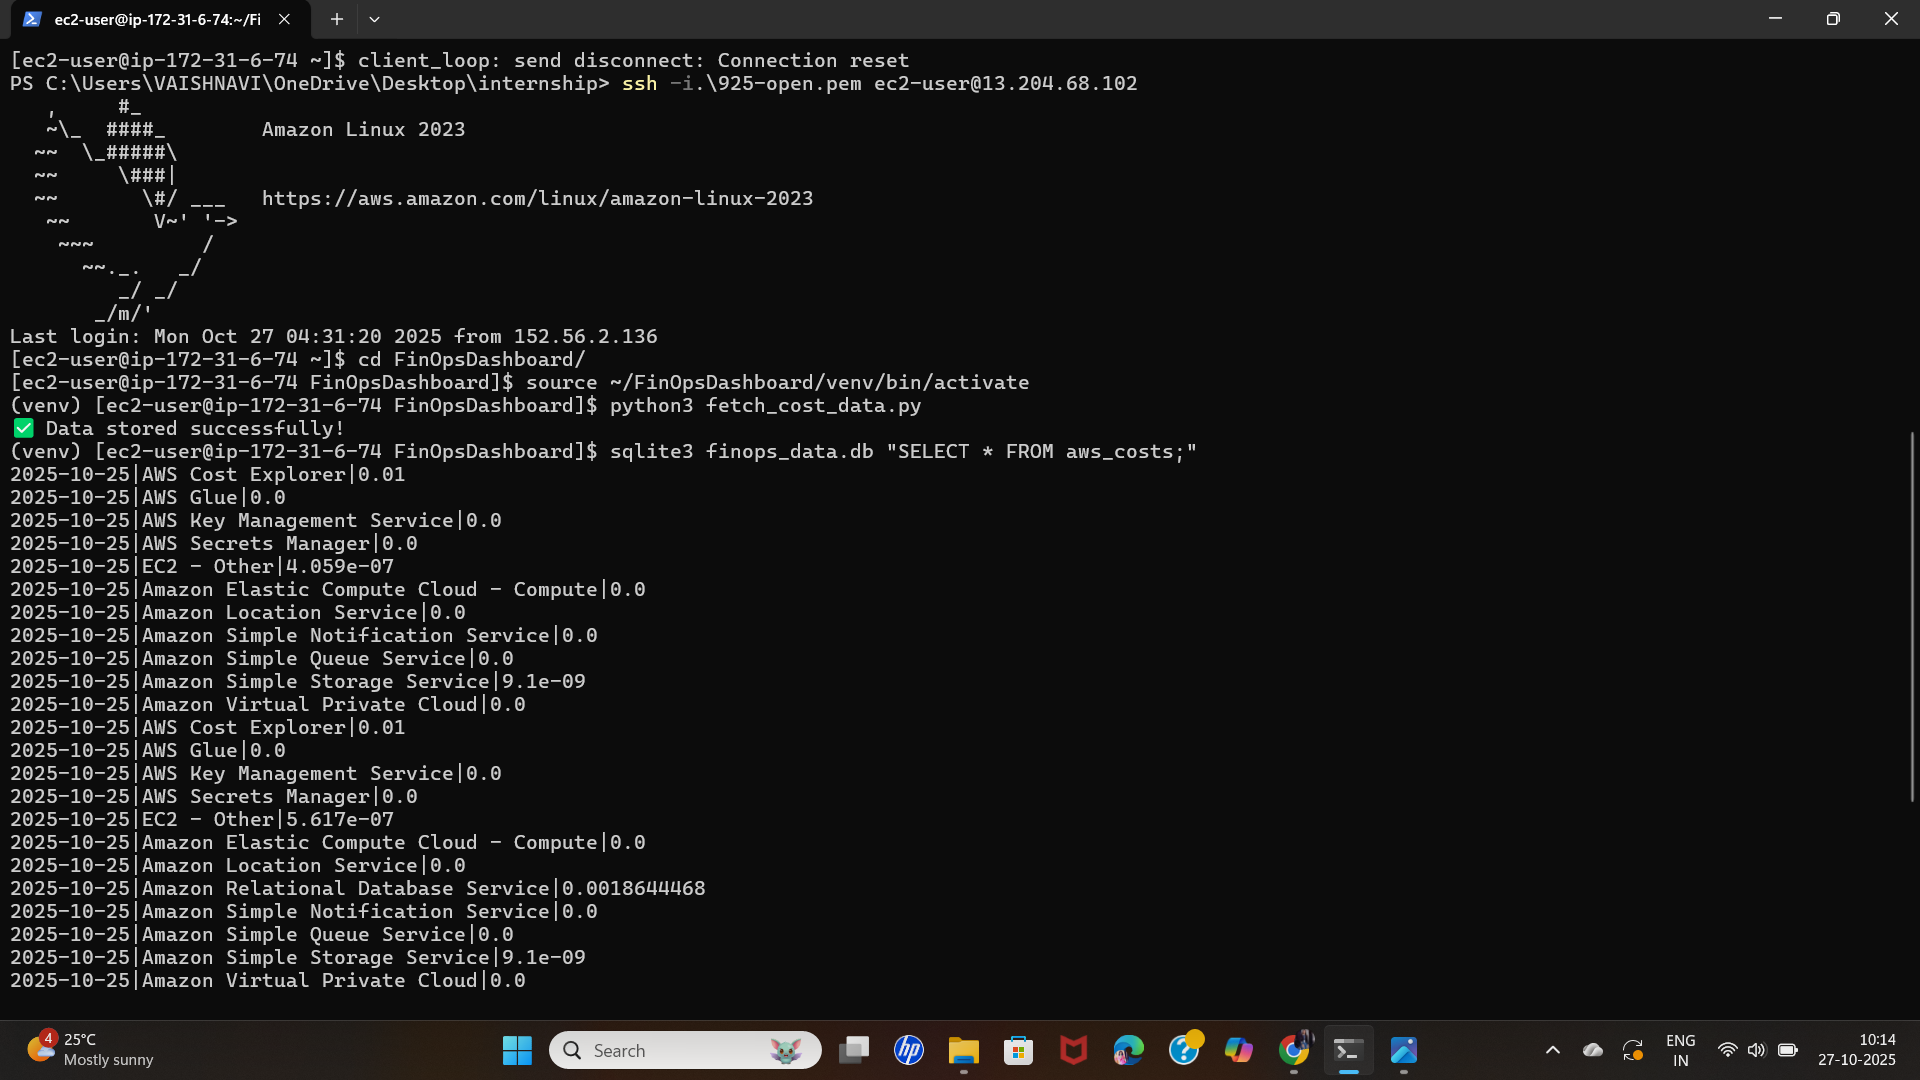 ec2-user@ip-172-31-6-74:~/Fi
[ec2-user@ip-172-31-6-74 ~]$ client_loop: send disconnect: Connection reset
PS C:\Users\VAISHNAVI\OneDrive\Desktop\internship> ssh -i.\925-open.pem ec2-user@13.204.68.102
   ,     #_
   ~\_  ####_        Amazon Linux 2023
  ~~  \_#####\
  ~~     \###|
  ~~       \#/ ___   https://aws.amazon.com/linux/amazon-linux-2023
   ~~       V~' '->
    ~~~         /
      ~~._.   _/
         _/ _/
       _/m/'
Last login: Mon Oct 27 04:31:20 2025 from 152.56.2.136
[ec2-user@ip-172-31-6-74 ~]$ cd FinOpsDashboard/
[ec2-user@ip-172-31-6-74 FinOpsDashboard]$ source ~/FinOpsDashboard/venv/bin/activate
(venv) [ec2-user@ip-172-31-6-74 FinOpsDashboard]$ python3 fetch_cost_data.py
✅ Data stored successfully!
(venv) [ec2-user@ip-172-31-6-74 FinOpsDashboard]$ sqlite3 finops_data.db "SELECT * FROM aws_costs;"
2025-10-25|AWS Cost Explorer|0.01
2025-10-25|AWS Glue|0.0
2025-10-25|AWS Key Management Service|0.0
2025-10-25|AWS Secrets Manager|0.0
2025-10-25|EC2 - Other|4.059e-07
2025-10-25|Amazon Elastic Compute Cloud - Compute|0.0
2025-10-25|Amazon Location Service|0.0
2025-10-25|Amazon Simple Notification Service|0.0
2025-10-25|Amazon Simple Queue Service|0.0
2025-10-25|Amazon Simple Storage Service|9.1e-09
2025-10-25|Amazon Virtual Private Cloud|0.0
2025-10-25|AWS Cost Explorer|0.01
2025-10-25|AWS Glue|0.0
2025-10-25|AWS Key Management Service|0.0
2025-10-25|AWS Secrets Manager|0.0
2025-10-25|EC2 - Other|5.617e-07
2025-10-25|Amazon Elastic Compute Cloud - Compute|0.0
2025-10-25|Amazon Location Service|0.0
2025-10-25|Amazon Relational Database Service|0.0018644468
2025-10-25|Amazon Simple Notification Service|0.0
2025-10-25|Amazon Simple Queue Service|0.0
2025-10-25|Amazon Simple Storage Service|9.1e-09
2025-10-25|Amazon Virtual Private Cloud|0.0
4
25°C
Mostly sunny
Search
hp
ENG
IN
10:14
27-10-2025